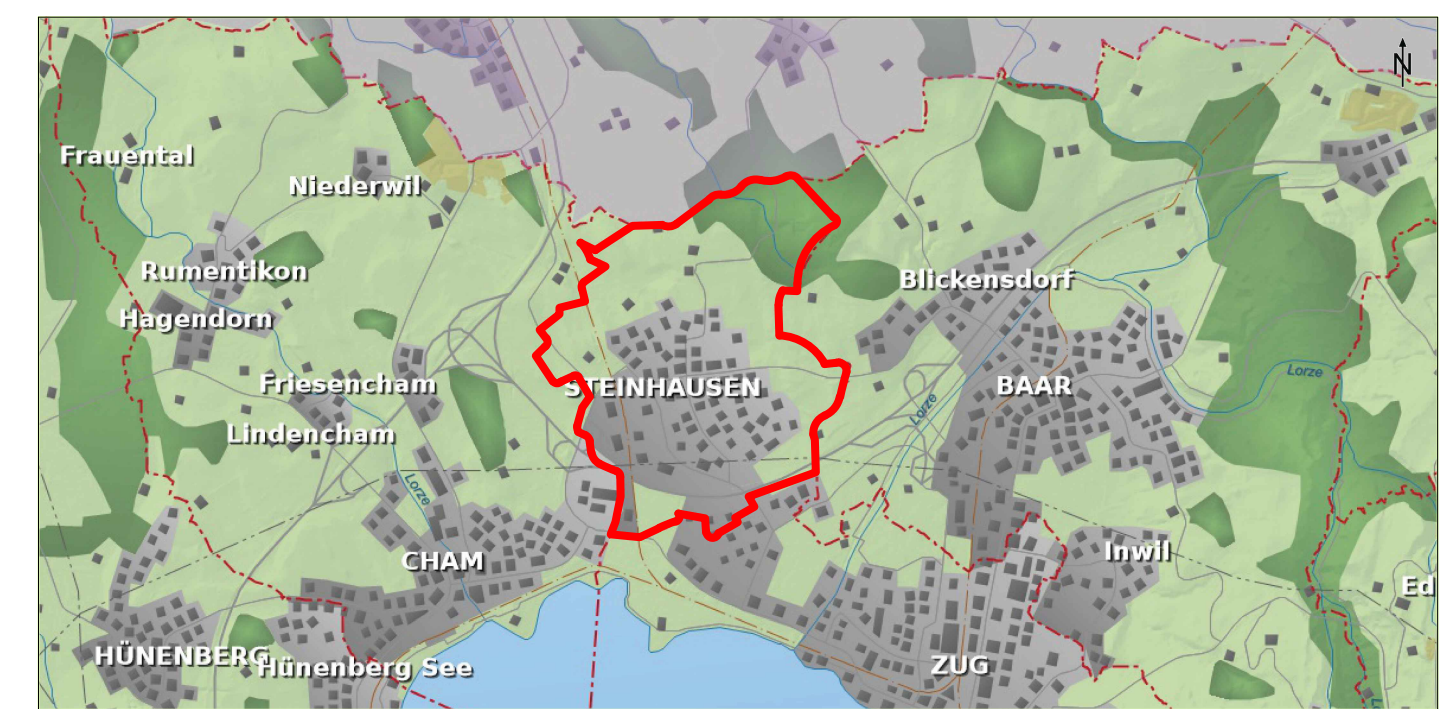 N
Frauental
Niederwil
Rumentikon
Blickensdorf
Hagendorn
Lorze
Friesencham
STEINHAUSEN
BAAR
Lorze
Lindencham
Lorze
Inwil
CHAM
Ed
HÜNENBERG
Hünenberg See
ZUG